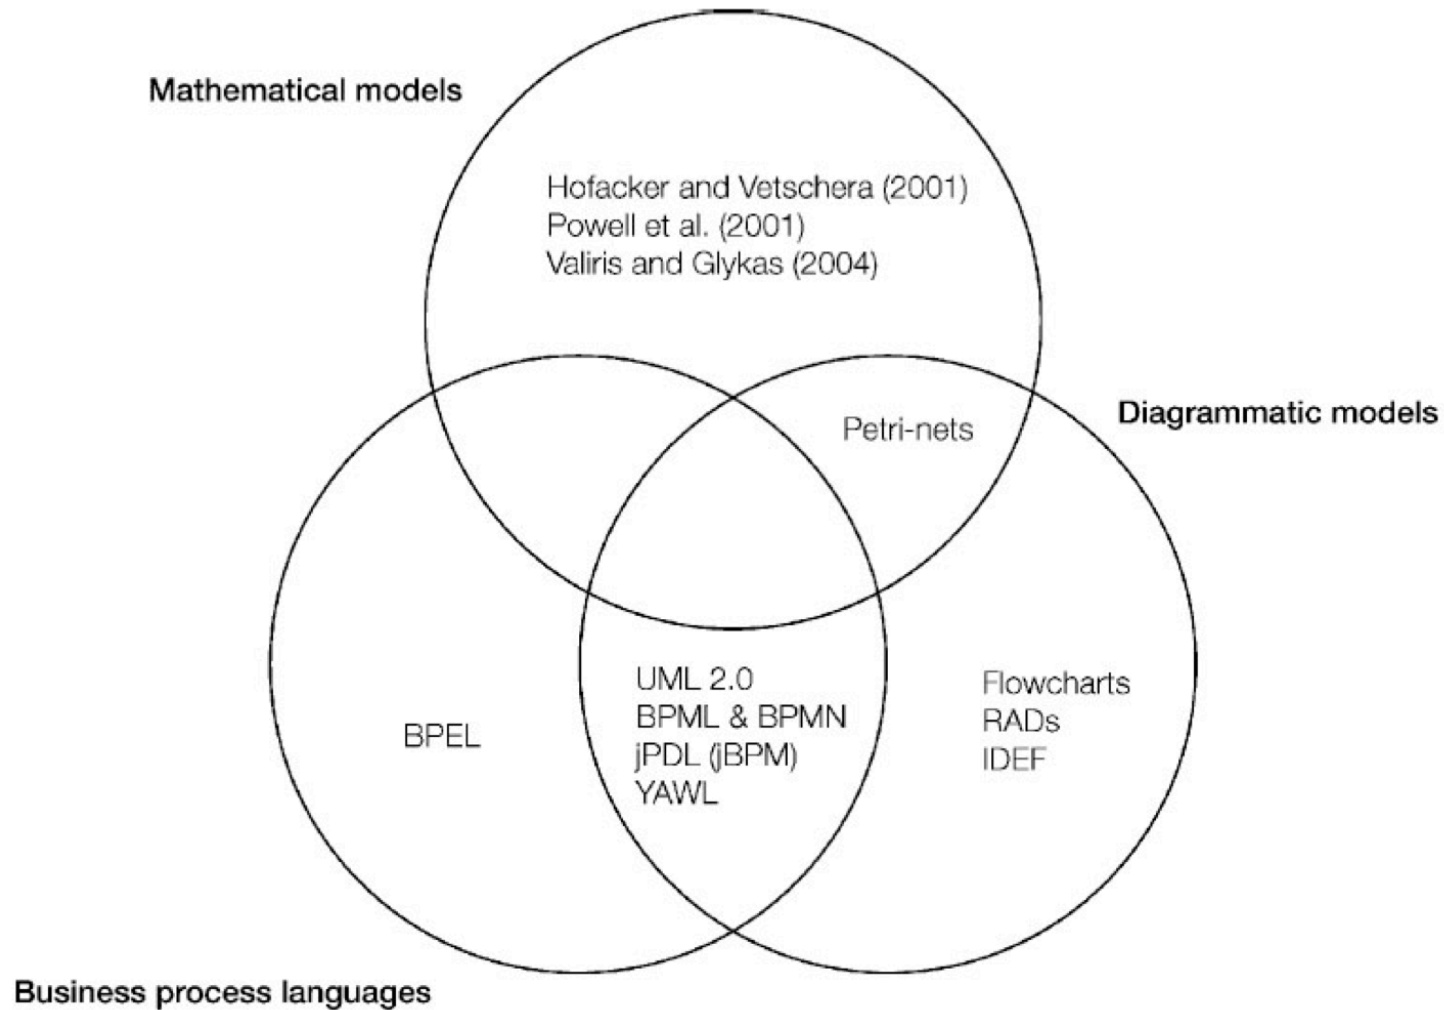 Mathematical models
Hofacker and Vetschera (2001)
Powell et al. (2001)
Valiris and Glykas (2004)
Diagrammatic models
Petri-nets
UML 2.0
BPML & BPMN
jPDL (jBPM)
YAWL
Flowcharts
RADs
IDEF
BPEL
Business process languages